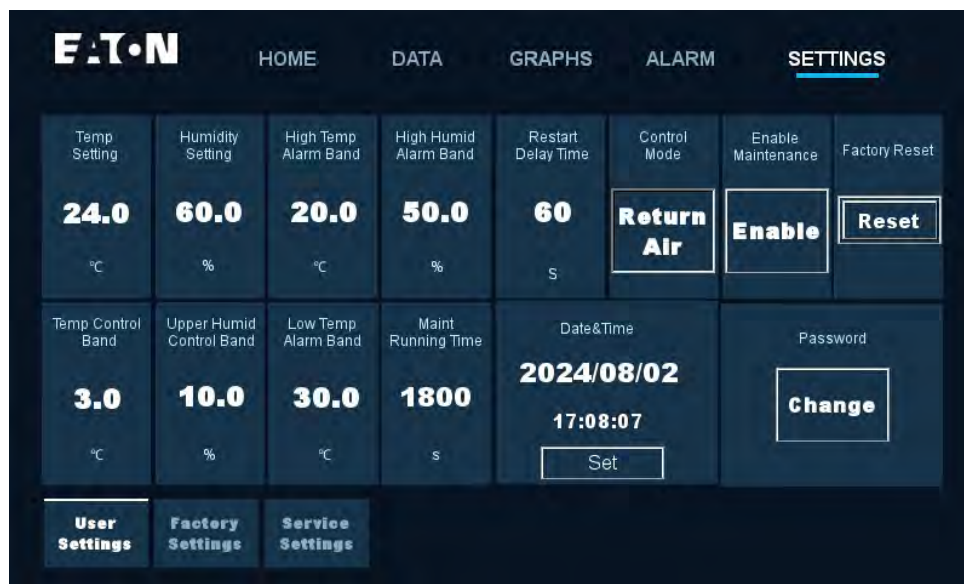 EATON
HOME DATA GRAPHS ALARM SETTINGS
Temp
Setting
24.0
℃
Humidity
Setting
60.0
%
High Temp
Alarm Band
20.0
℃
High Humid
Alarm Band
50.0
%
Restart
Delay Time
60
S
Control
Mode
Return
Air
Enable
Maintenance
Enable
Factory Reset
Reset
Temp Control
Band
3.0
℃
Upper Humid
Control Band
10.0
%
Low Temp
Alarm Band
30.0
℃
Maint
Running Time
1800
s
Date&Time
2024/08/02
17:08:07
Set
Password
Change
User
Settings
Factory
Settings
Service
Settings